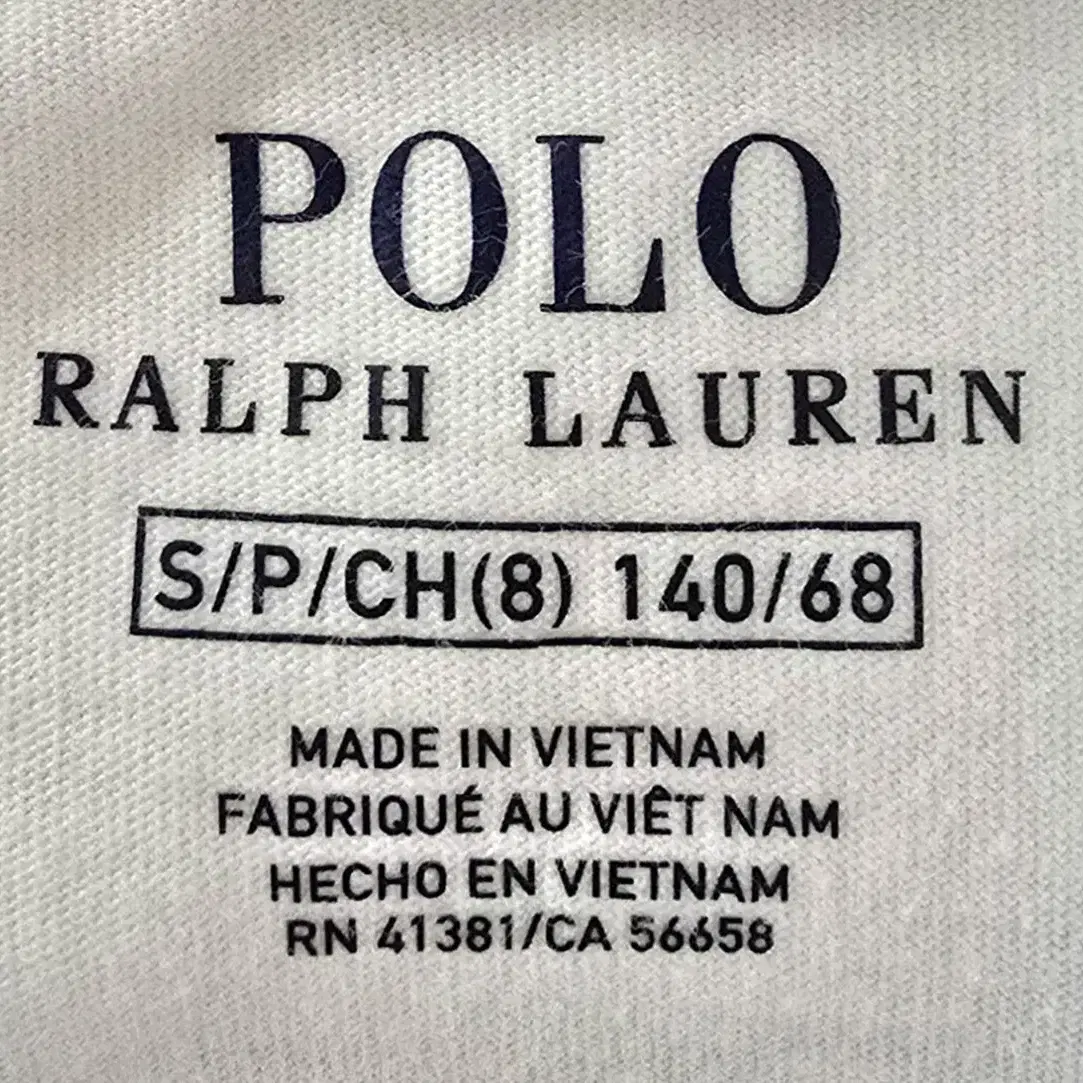 POLO
RALPH LAUREN
S/P/CH(8) 140/68
MADE IN VIETNAM
FABRIQUÉ AU VIÊT NAM
HECHO EN VIETNAM
RN 41381/CA 56658